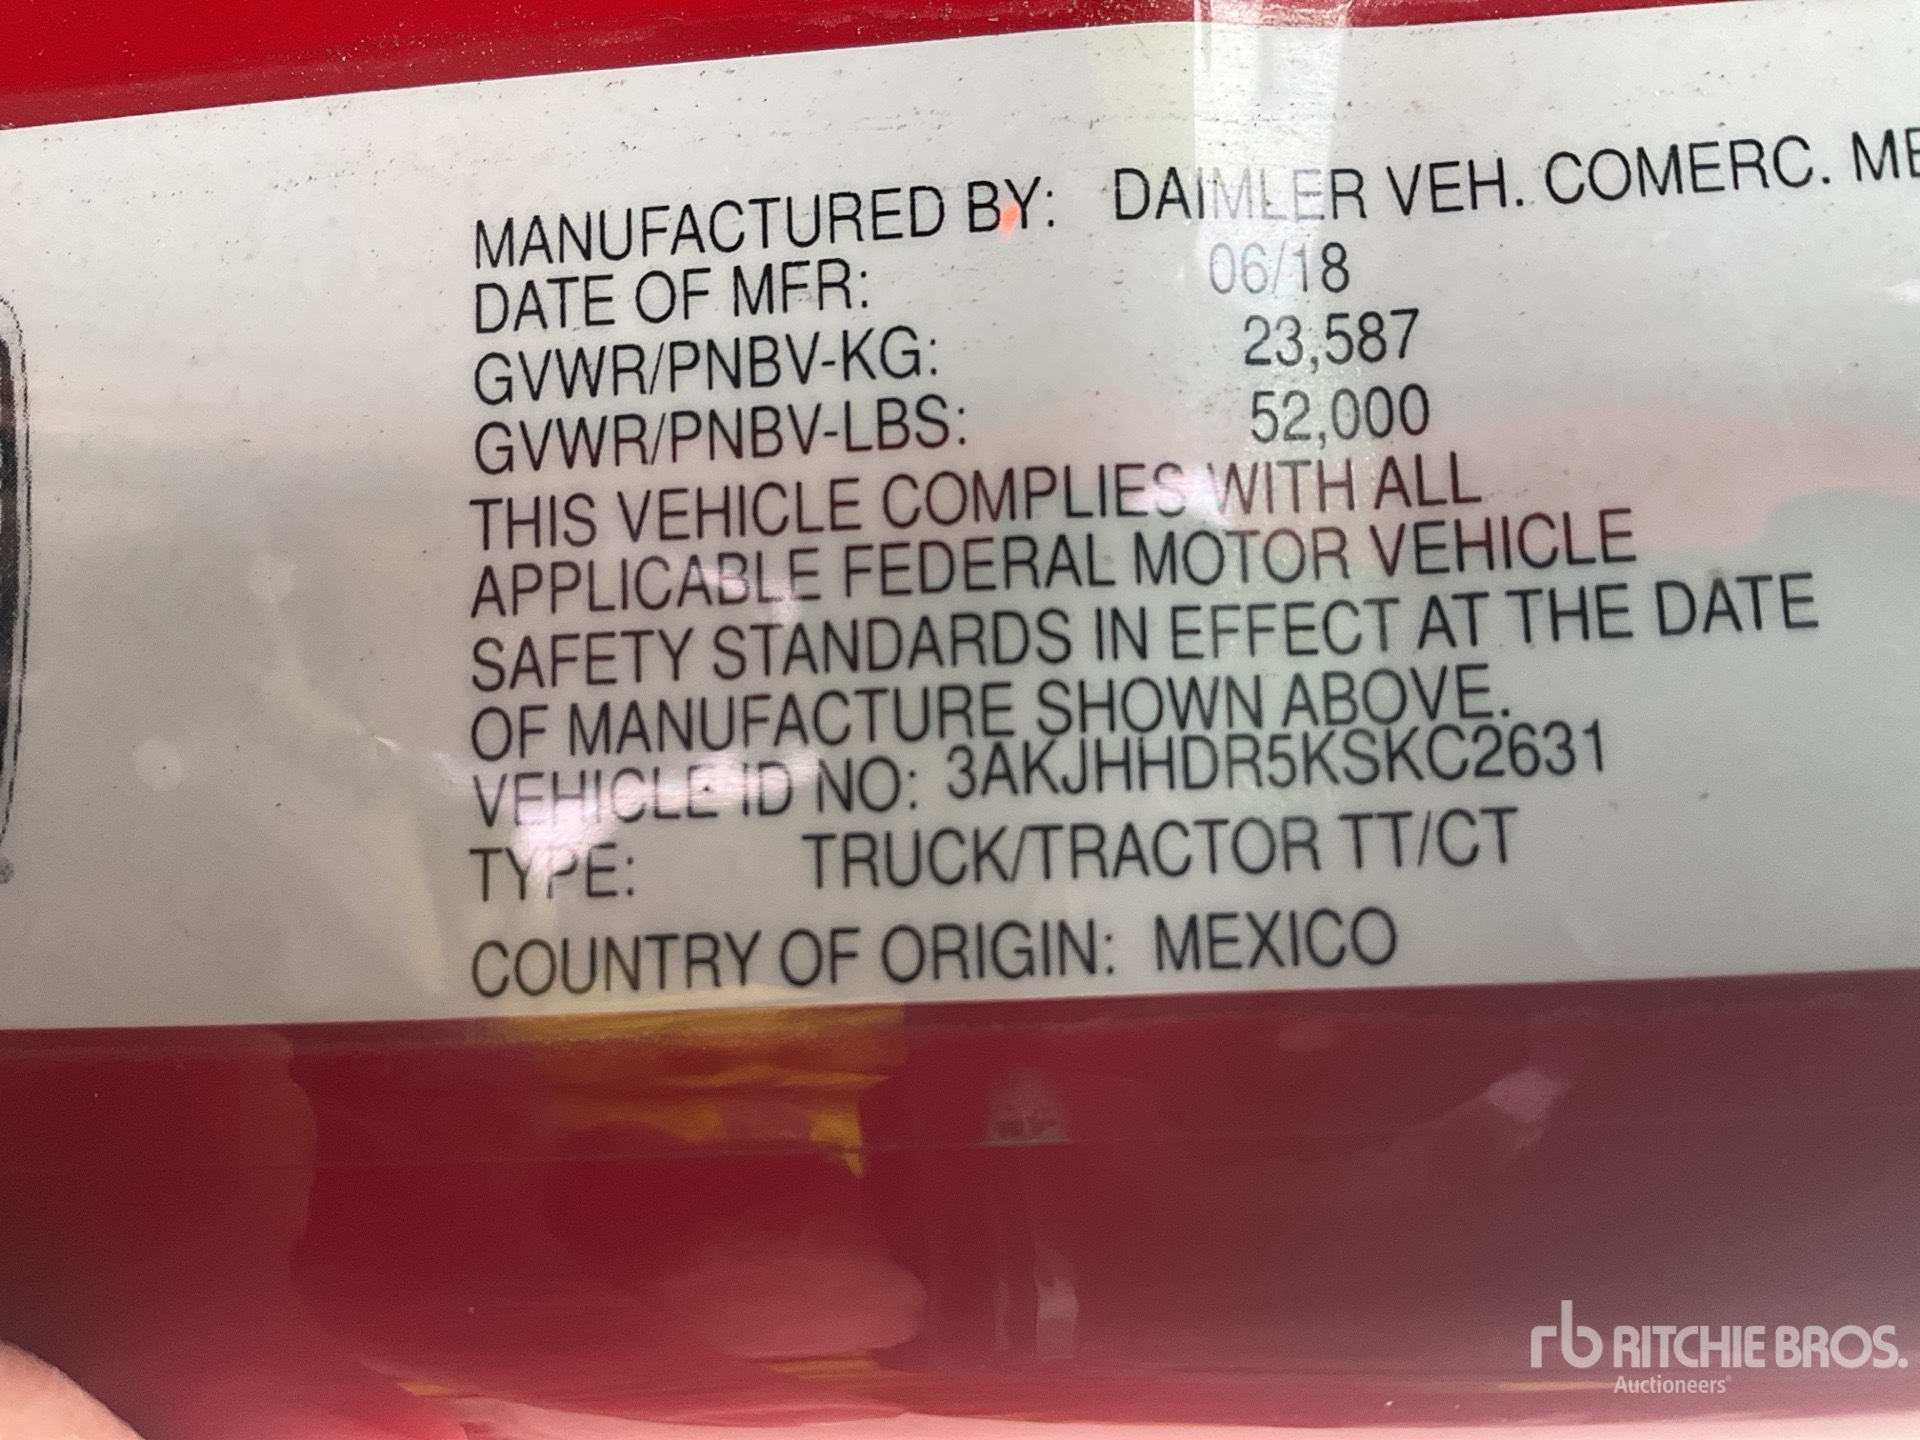 MANUFACTURED BY: DAIMLER VEH. COMERC. ME
DATE OF MFR: 06/18
GVWR/PNBV-KG: 23,587
GVWR/PNBV-LBS: 52,000
THIS VEHICLE COMPLIES WITH ALL
APPLICABLE FEDERAL MOTOR VEHICLE
SAFETY STANDARDS IN EFFECT AT THE DATE
OF MANUFACTURE SHOWN ABOVE.
VEHICLE ID NO: 3AKJHHDR5KSKC2631
TYPE: TRUCK/TRACTOR TT/CT
COUNTRY OF ORIGIN: MEXICO
rb RITCHIE BROS.
Auctioneers